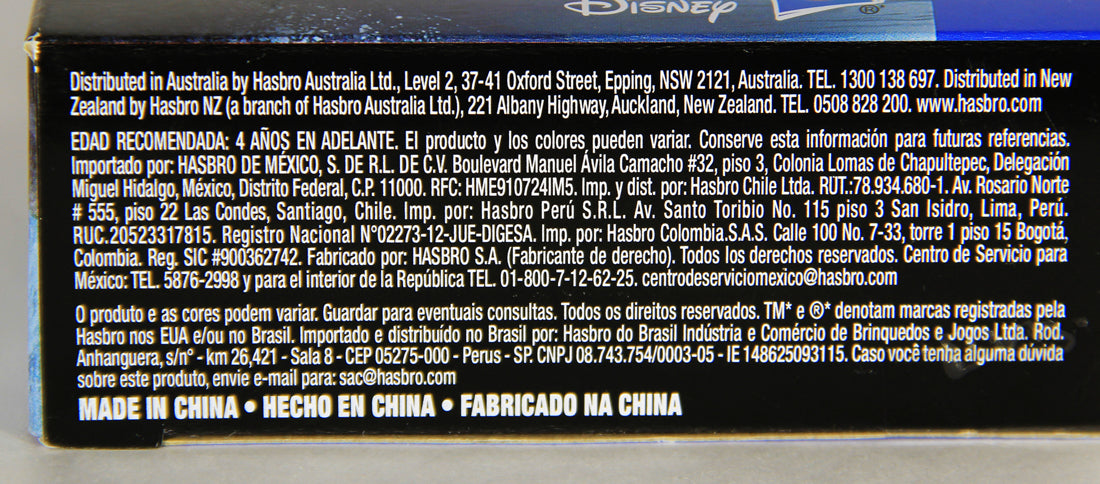 DISNEY
®
Distributed in Australia by Hasbro Australia Ltd., Level 2, 37-41 Oxford Street, Epping, NSW 2121, Australia. TEL. 1300 138 697. Distributed in New
Zealand by Hasbro NZ (a branch of Hasbro Australia Ltd.), 221 Albany Highway, Auckland, New Zealand. TEL. 0508 828 200. www.hasbro.com
EDAD RECOMENDADA: 4 AÑOS EN ADELANTE. El producto y los colores pueden variar. Conserve esta información para futuras referencias.
Importado por: HASBRO DE MÉXICO, S. DE R.L. DE C.V. Boulevard Manuel Ávila Camacho #32, piso 3, Colonia Lomas de Chapultepec, Delegación
Miguel Hidalgo, México, Distrito Federal, C.P. 11000. RFC: HME910724IM5. Imp. y dist. por: Hasbro Chile Ltda. RUT.:78.934.680-1. Av. Rosario Norte
# 555, piso 22 Las Condes, Santiago, Chile. Imp. por: Hasbro Perú S.R.L. Av. Santo Toribio No. 115 piso 3 San Isidro, Lima, Perú.
RUC.20523317815. Registro Nacional N°02273-12-JUE-DIGESA. Imp. por: Hasbro Colombia.S.A.S. Calle 100 No. 7-33, torre 1 piso 15 Bogotá,
Colombia. Reg. SIC #900362742. Fabricado por: HASBRO S.A. (Fabricante de derecho). Todos los derechos reservados. Centro de Servicio para
México: TEL. 5876-2998 y para el interior de la República TEL. 01-800-7-12-62-25. centrodeserviciomexico@hasbro.com
O produto e as cores podem variar. Guardar para eventuais consultas. Todos os direitos reservados. TM* e ®* denotam marcas registradas pela
Hasbro nos EUA e/ou no Brasil. Importado e distribuído no Brasil por: Hasbro do Brasil Indústria e Comércio de Brinquedos e Jogos Ltda. Rod.
Anhanguera, s/n° - km 26,421 - Sala 8 - CEP 05275-000 - Perus - SP. CNPJ 08.743.754/0003-05 - IE 148625093115. Caso você tenha alguma dúvida
sobre este produto, envie e-mail para: sac@hasbro.com
MADE IN CHINA • HECHO EN CHINA • FABRICADO NA CHINA